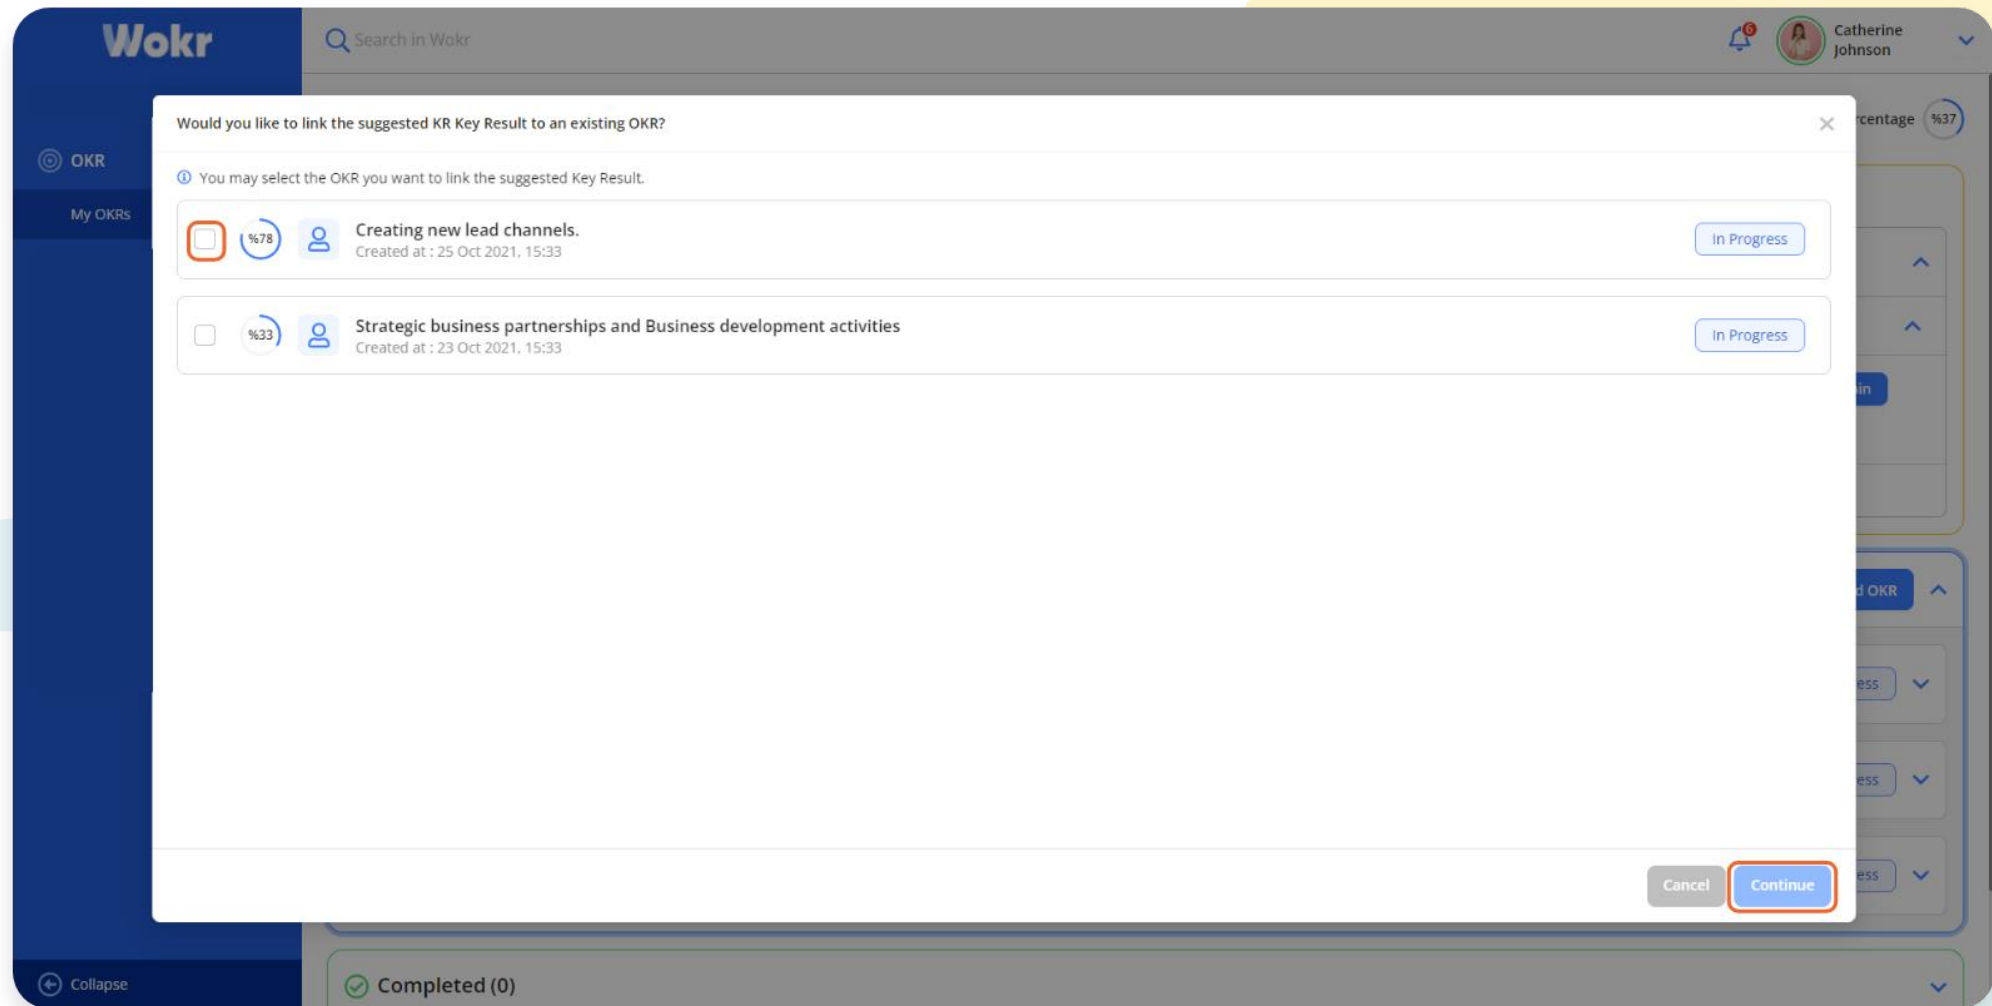 Wokr
Search in Wokr
6
Catherine
Johnson
Would you like to link the suggested KR Key Result to an existing OKR?
rcentage
%37
OKR
You may select the OKR you want to link the suggested Key Result.
My OKRs
%78
Creating new lead channels.
Created at : 25 Oct 2021, 15:33
In Progress
%33
Strategic business partnerships and Business development activities
Created at : 23 Oct 2021, 15:33
In Progress
in
d OKR
ess
ess
ess
Cancel
Continue
Collapse
Completed (0)